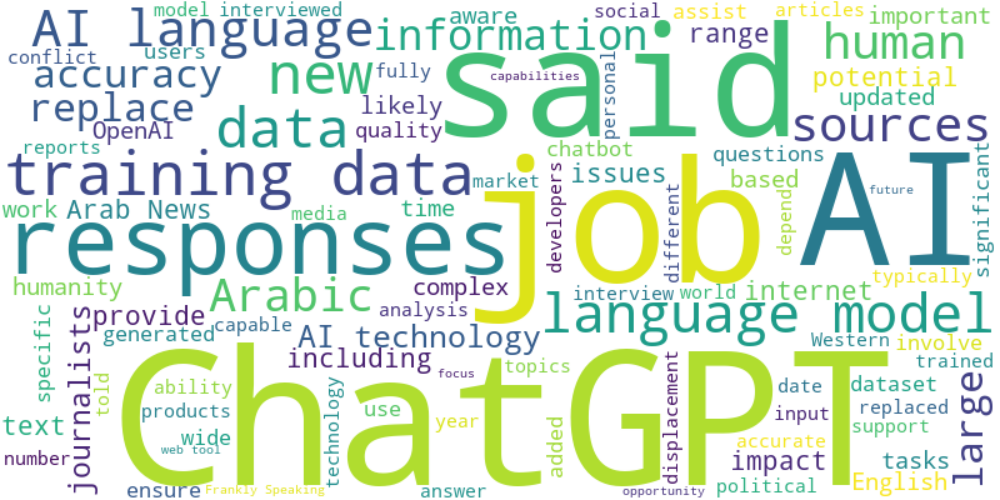 model interviewed
aware
social
assist
articles
AI language
information
range
important
conflict
users
said
human
accuracy
new
fully
capabilities
personal
potential
replace
likely
updated
OpenAI
data
quality
sources
reports
chatbot
questions
significant
training data
market
issues
based
AI
future
work
Arab News
media
time
developers
different
depend
responses
job
typically
humanity
Arabic
complex
interview
world
internet
specific
journalists
provide
analysis
language model
generated
capable
AI technology
Western
involve
including
focus
topics
displacement
trained
told
ability
ChatGPT
date
dataset
products
technology
use
input
replaced
large
text
wide
year
added
accurate
support
web tool
number
impact
tasks
ensure
Frankly Speaking
answer
opportunity
political
English